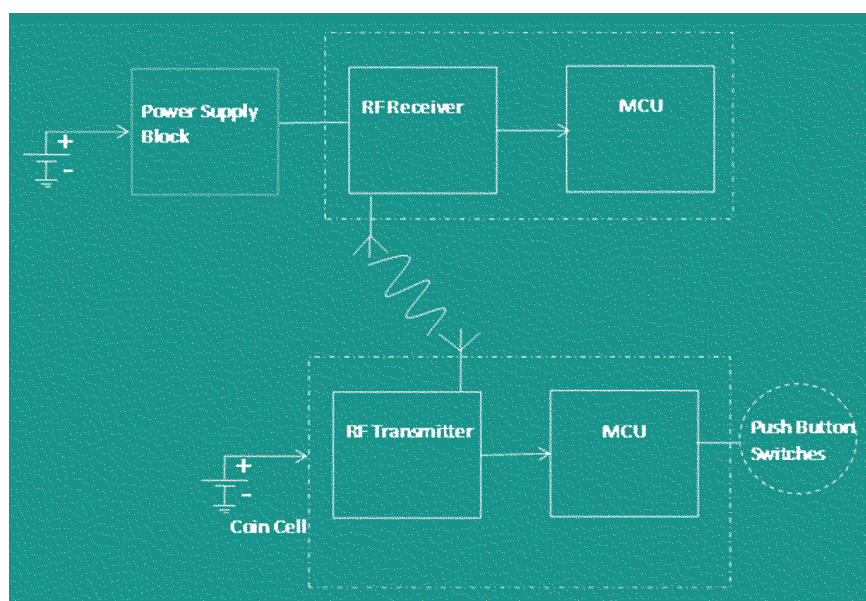 Power Supply
Block
RF Receiver
MCU
+
-
RF Transmitter
MCU
Push Button
Switches
+
-
Coin Cell